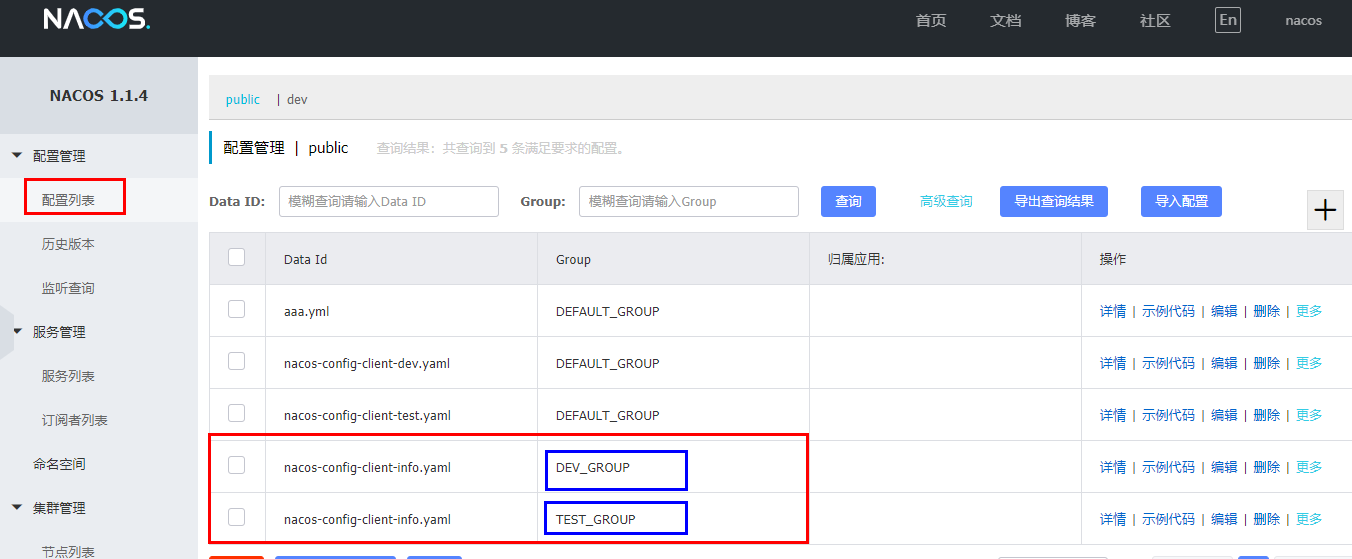 NACOS.
首页 文档 博客 社区 En nacos
NACOS 1.1.4
配置管理
配置列表
历史版本
监听查询
服务管理
服务列表
订阅者列表
命名空间
集群管理
节点列表
public | dev
配置管理 | public 查询结果：共查询到 5 条满足要求的配置。
Data ID: 模糊查询请输入Data ID Group: 模糊查询请输入Group 查询 高级查询 导出查询结果 导入配置 +
Data Id Group 归属应用: 操作
aaa.yml DEFAULT_GROUP 详情 | 示例代码 | 编辑 | 删除 | 更多
nacos-config-client-dev.yaml DEFAULT_GROUP 详情 | 示例代码 | 编辑 | 删除 | 更多
nacos-config-client-test.yaml DEFAULT_GROUP 详情 | 示例代码 | 编辑 | 删除 | 更多
nacos-config-client-info.yaml DEV_GROUP 详情 | 示例代码 | 编辑 | 删除 | 更多
nacos-config-client-info.yaml TEST_GROUP 详情 | 示例代码 | 编辑 | 删除 | 更多